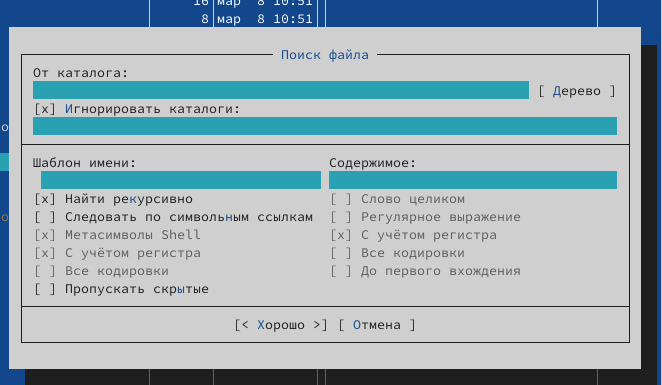 16 мар 8 10:51
8 мар 8 10:51
Поиск файла
От каталога:
[ Дерево ]
[x] Игнорировать каталоги:
о
Шаблон имени: Содержимое:
[x] Найти рекурсивно [ ] Слово целиком
[ ] Следовать по символьным ссылкам [ ] Регулярное выражение
о
[x] Метасимволы Shell [x] С учётом регистра
[x] С учётом регистра [ ] Все кодировки
[ ] Все кодировки [ ] До первого вхождения
[ ] Пропускать скрытые
[< Хорошо >] [ Отмена ]